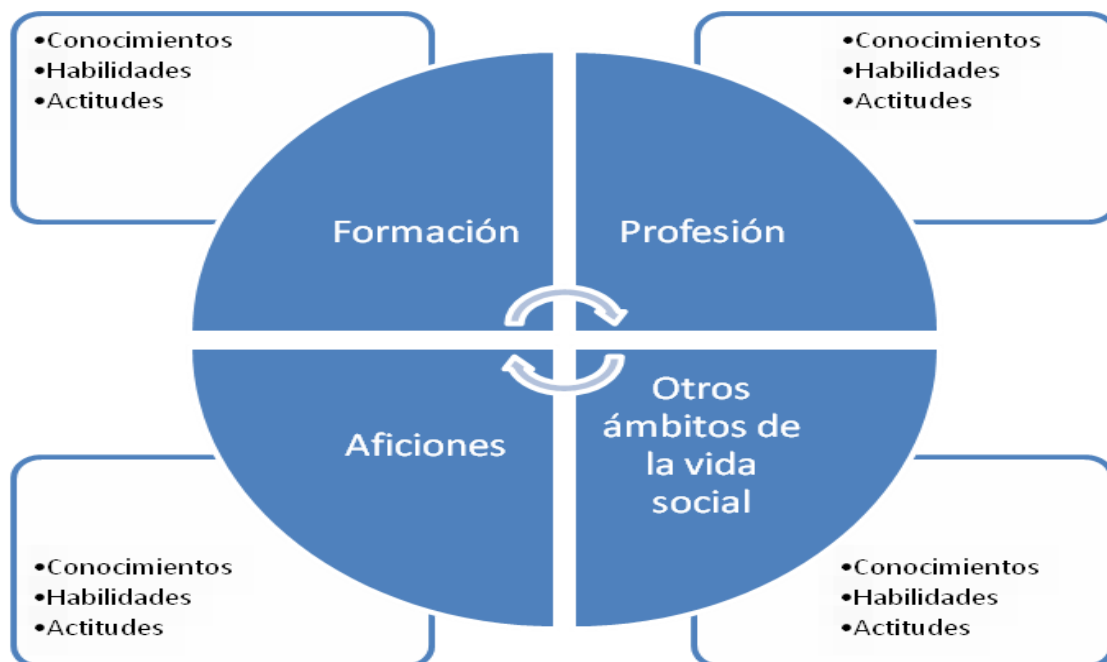 •Conocimientos
•Habilidades
•Actitudes
•Conocimientos
•Habilidades
•Actitudes
Formación
Profesión
Aficiones
Otros
ámbitos de
la vida
social
•Conocimientos
•Habilidades
•Actitudes
•Conocimientos
•Habilidades
•Actitudes